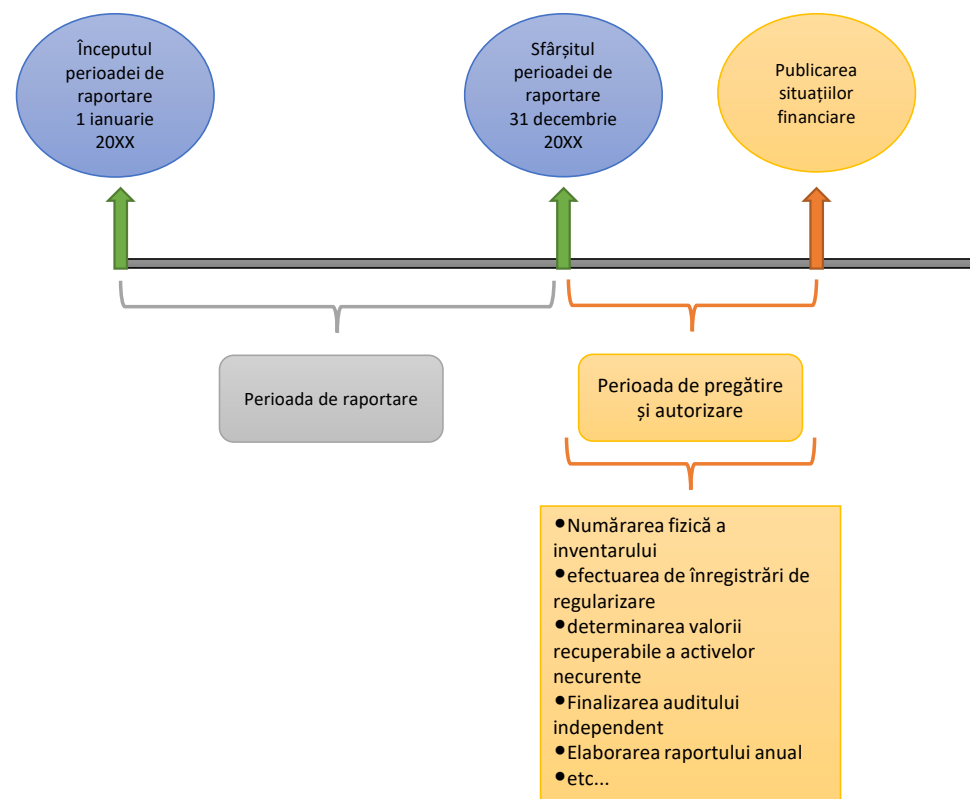 Începutul
perioadei de
raportare
1 ianuarie
20XX
Sfârșitul
perioadei de
raportare
31 decembrie
20XX
Publicarea
situațiilor
financiare
Perioada de raportare
Perioada de pregătire
și autorizare
•Numărarea fizică a
inventarului
•efectuarea de înregistrări de
regularizare
•determinarea valorii
recuperabile a activelor
necurente
•Finalizarea auditului
independent
•Elaborarea raportului anual
•etc...